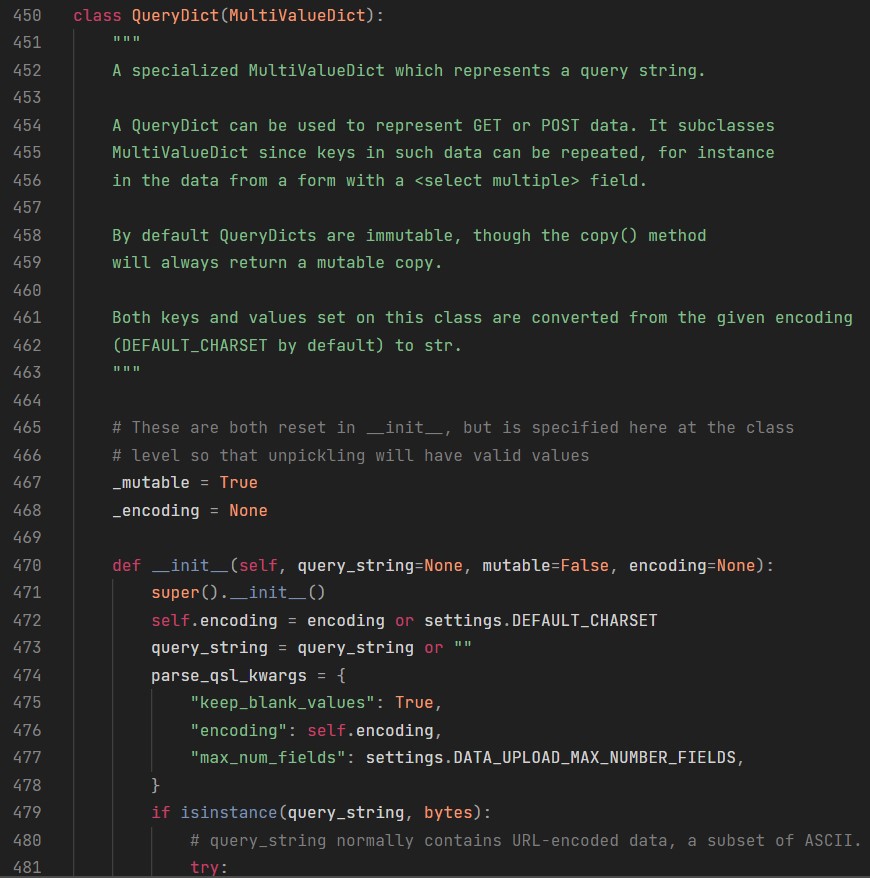 450 class QueryDict(MultiValueDict):
451     """
452     A specialized MultiValueDict which represents a query string.
453
454     A QueryDict can be used to represent GET or POST data. It subclasses
455     MultiValueDict since keys in such data can be repeated, for instance
456     in the data from a form with a <select multiple> field.
457
458     By default QueryDicts are immutable, though the copy() method
459     will always return a mutable copy.
460
461     Both keys and values set on this class are converted from the given encoding
462     (DEFAULT_CHARSET by default) to str.
463     """
464
465     # These are both reset in __init__, but is specified here at the class
466     # level so that unpickling will have valid values
467     _mutable = True
468     _encoding = None
469
470     def __init__(self, query_string=None, mutable=False, encoding=None):
471         super().__init__()
472         self.encoding = encoding or settings.DEFAULT_CHARSET
473         query_string = query_string or ""
474         parse_qsl_kwargs = {
475             "keep_blank_values": True,
476             "encoding": self.encoding,
477             "max_num_fields": settings.DATA_UPLOAD_MAX_NUMBER_FIELDS,
478         }
479         if isinstance(query_string, bytes):
480             # query_string normally contains URL-encoded data, a subset of ASCII.
481             try: